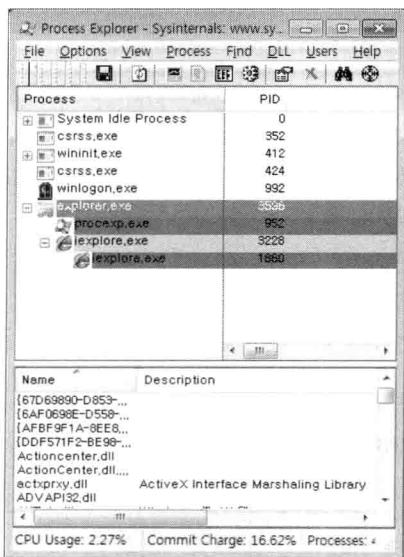 Process Explorer - Sysinternals: www.sy...
File Options View Process Find DLL Users Help
Process PID
System Idle Process 0
csrss,exe 352
wininit,exe 412
csrss,exe 424
winlogon,exe 992
explorer,exe 3536
procexp,exe 952
iexplore,exe 3228
iexplore,exe 1860
Name Description
{67D69890-D853-,,,
{6AF0698E-D558-,,,
{AFBF9F1A-8EE8,,,
{DDF571F2-BE98-,,,
Actioncenter,dll
ActionCenter,dll,,,,
actxprxy,dll ActiveX Interface Marshaling Library
ADVAPI32,dll
CPU Usage: 2.27% Commit Charge: 16.62% Processes: 4